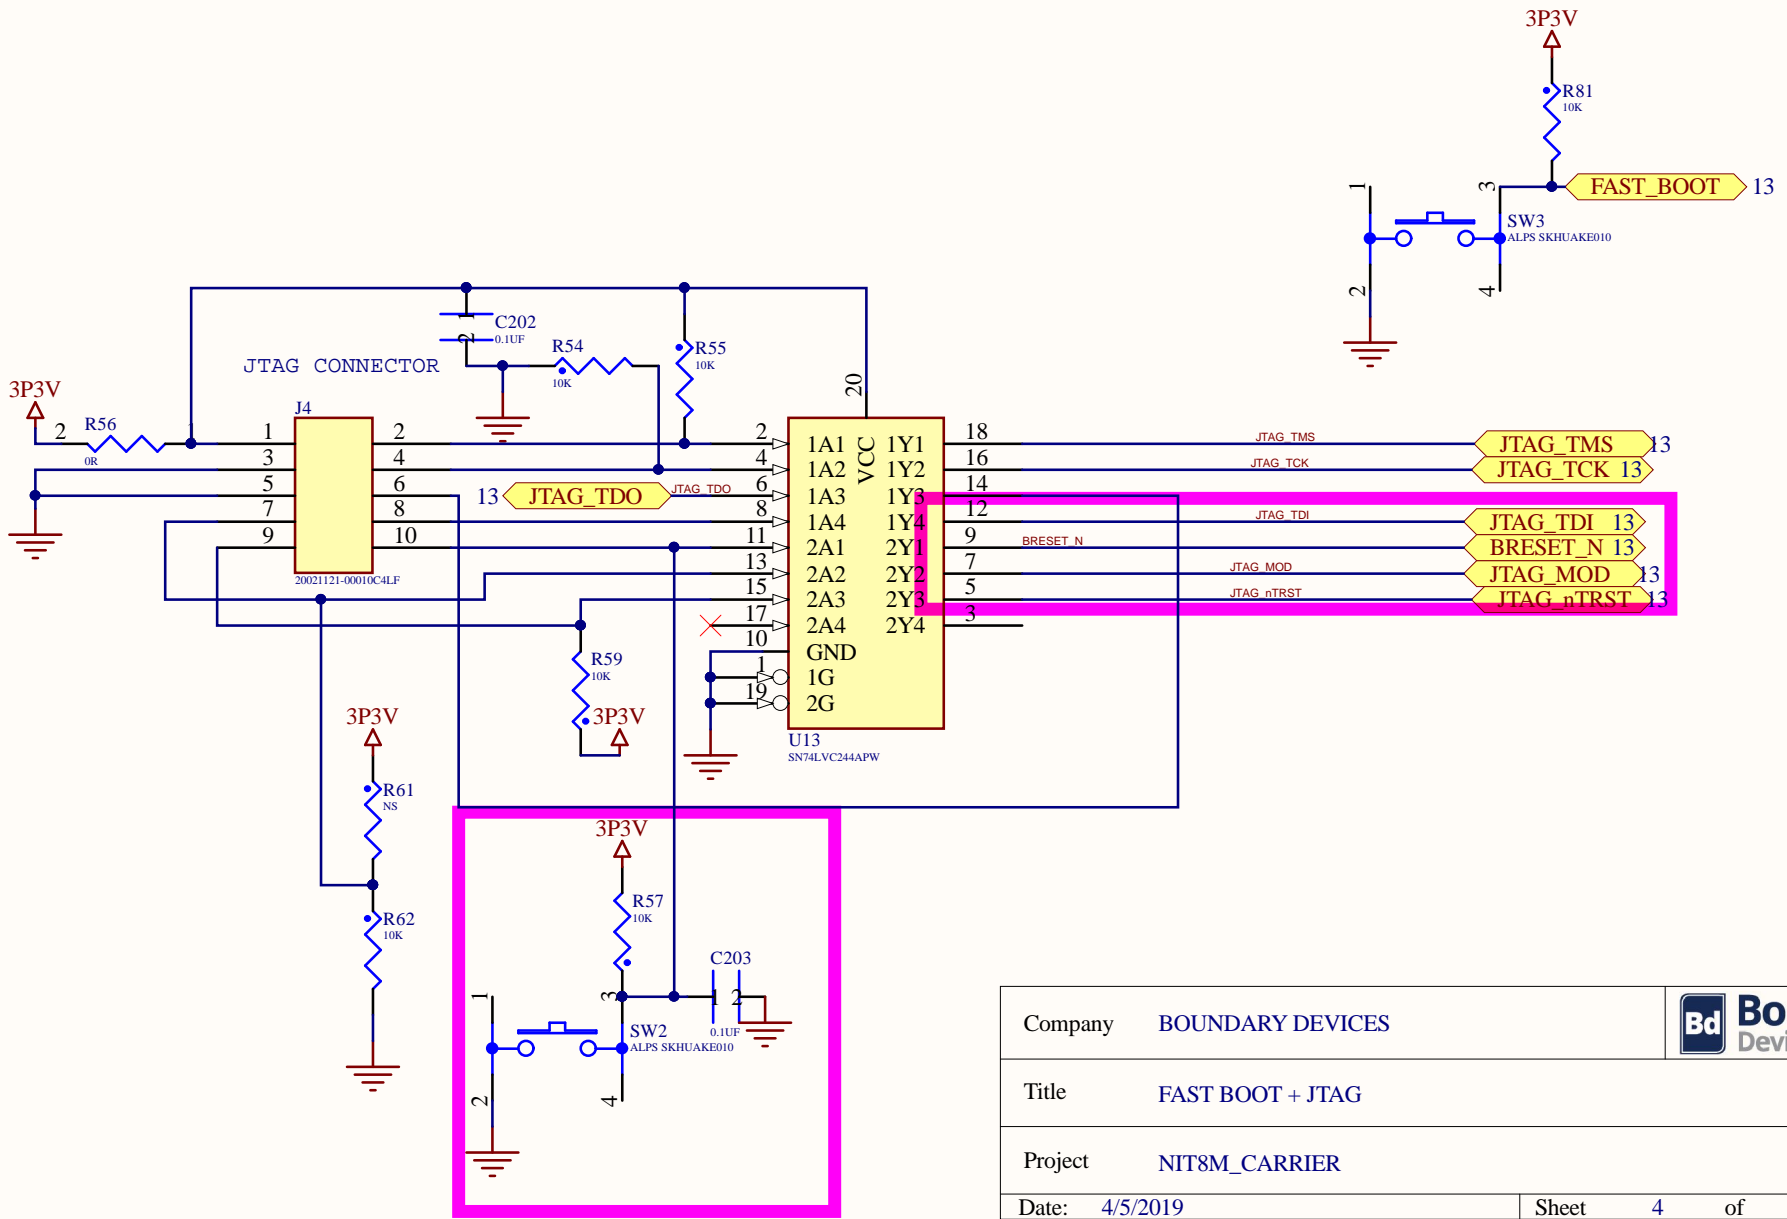 3P3V
R81
10K
1
3
FAST_BOOT 13
SW3
ALPS SKHUAKE010
2
4
JTAG CONNECTOR
1
2
C202
0.1UF
R54
10K
R55
10K
3P3V
2
R56
0R
1
J4
1
3
5
7
9
2
4
6
8
10
20021121-00010C4LF
13 JTAG_TDO JTAG_TDO
20
VCC
2 1A1 1Y1 18
4 1A2 1Y2 16
6 1A3 1Y3 14
8 1A4 1Y4 12
11 2A1 2Y1 9
13 2A2 2Y2 7
15 2A3 2Y3 5
17 2A4 2Y4 3
10 GND
1 1G
19 2G
U13
SN74LVC244APW
JTAG_TMS JTAG_TMS 13
JTAG_TCK JTAG_TCK 13
JTAG_TDI JTAG_TDI 13
BRESET_N BRESET_N 13
JTAG_MOD JTAG_MOD 13
JTAG_nTRST JTAG_nTRST 13
R59
10K
3P3V
3P3V
R61
NS
R62
10K
3P3V
R57
10K
C203
1 2
0.1UF
1
3
SW2
ALPS SKHUAKE010
2
4
Company BOUNDARY DEVICES
Bd Bo
Devi
Title FAST BOOT + JTAG
Project NIT8M_CARRIER
Date: 4/5/2019 Sheet 4 of